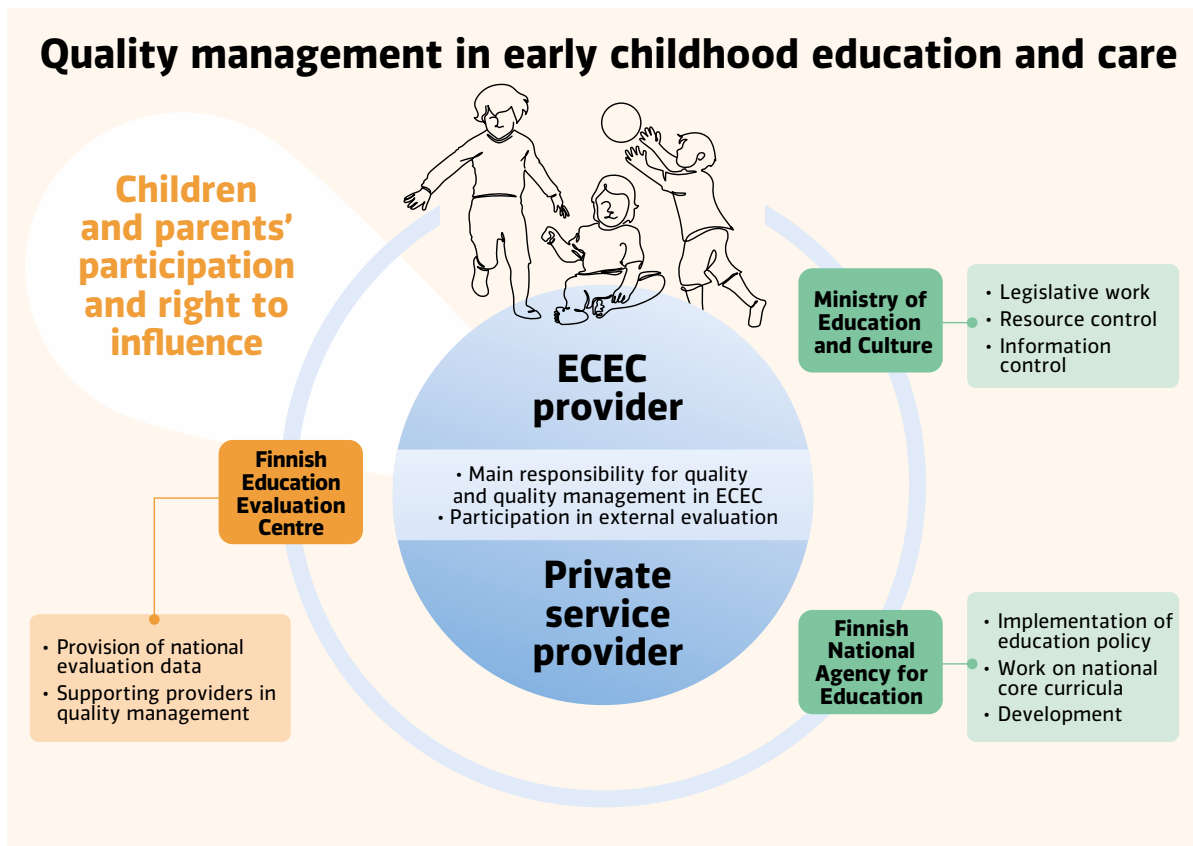 Quality management in early childhood education and care
Children
and parents’
participation
and right to
influence
ECEC
provider
• Main responsibility for quality
and quality management in ECEC
• Participation in external evaluation
Private
service
provider
Ministry of
Education
and Culture
• Legislative work
• Resource control
• Information
control
Finnish
Education
Evaluation
Centre
• Provision of national
evaluation data
• Supporting providers in
quality management
Finnish
National
Agency for
Education
• Implementation of
education policy
• Work on national
core curricula
• Development